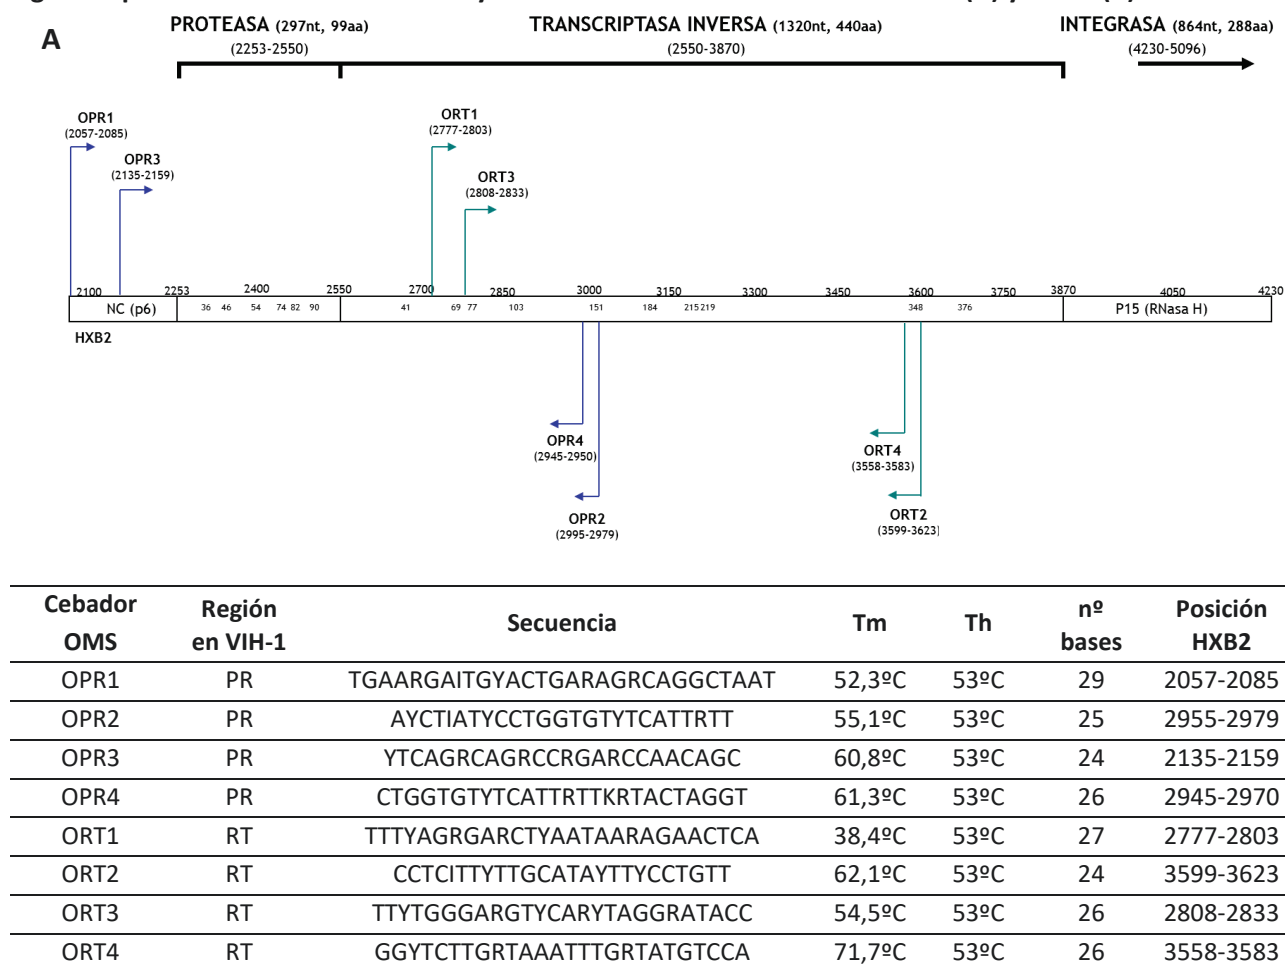 A
PROTEASA (297nt, 99aa)
(2253-2550)
TRANSCRIPTASA INVERSA (1320nt, 440aa)
(2550-3870)
INTEGRASA (864nt, 288aa)
(4230-5096)
OPR1
(2057-2085)
OPR3
(2135-2159)
ORT1
(2777-2803)
ORT3
(2808-2833)
2100 2253 2400 2550 2700 2850 3000 3150 3300 3450 3600 3750 3870 4050 4230
NC (p6) 36 46 54 74 82 90 41 69 77 103 151 184 215 219 348 376 P15 (RNasa H)
HXB2
OPR4
(2945-2950)
OPR2
(2995-2979)
ORT4
(3558-3583)
ORT2
(3599-3623)
Cebador OMS Región en VIH-1 Secuencia Tm Th nº bases Posición HXB2
OPR1 PR TGAARGAITGYACTGARAGRCAGGCTAAT 52,3ºC 53ºC 29 2057-2085
OPR2 PR AYCTIATYCCTGGTGTYTCATTRTT 55,1ºC 53ºC 25 2955-2979
OPR3 PR YTCAGRCAGRCCRGARCCAACAGC 60,8ºC 53ºC 24 2135-2159
OPR4 PR CTGGTGTYTCATTRTTKRTACTAGGT 61,3ºC 53ºC 26 2945-2970
ORT1 RT TTTYAGRGARCTYAATAARAGAACTCA 38,4ºC 53ºC 27 2777-2803
ORT2 RT CCTCITTYTTGCATAYTTYCCTGTT 62,1ºC 53ºC 24 3599-3623
ORT3 RT TTYTGGGARGTYCARYTAGGRATACC 54,5ºC 53ºC 26 2808-2833
ORT4 RT GGYTCTTGRTAAATTTGRTATGTCCA 71,7ºC 53ºC 26 3558-3583